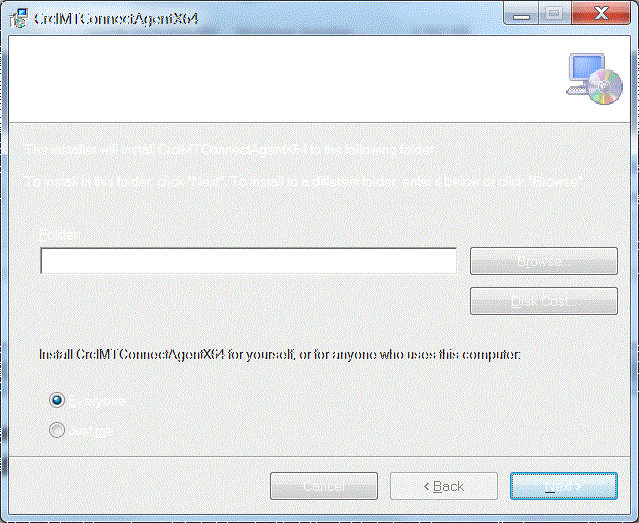 CrclMTConnectAgentX64
The installer will install CrclMTConnectAgentX64 to the following folder.
To install in this folder, click "Next". To install to a different folder, enter it below or click "Browse".
Folder:
Browse...
Disk Cost...
Install CrclMTConnectAgentX64 for yourself, or for anyone who uses this computer:
Everyone
Just me
Cancel
< Back
Next >